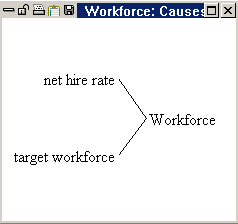 Workforce: Causes
net hire rate
Workforce
target workforce